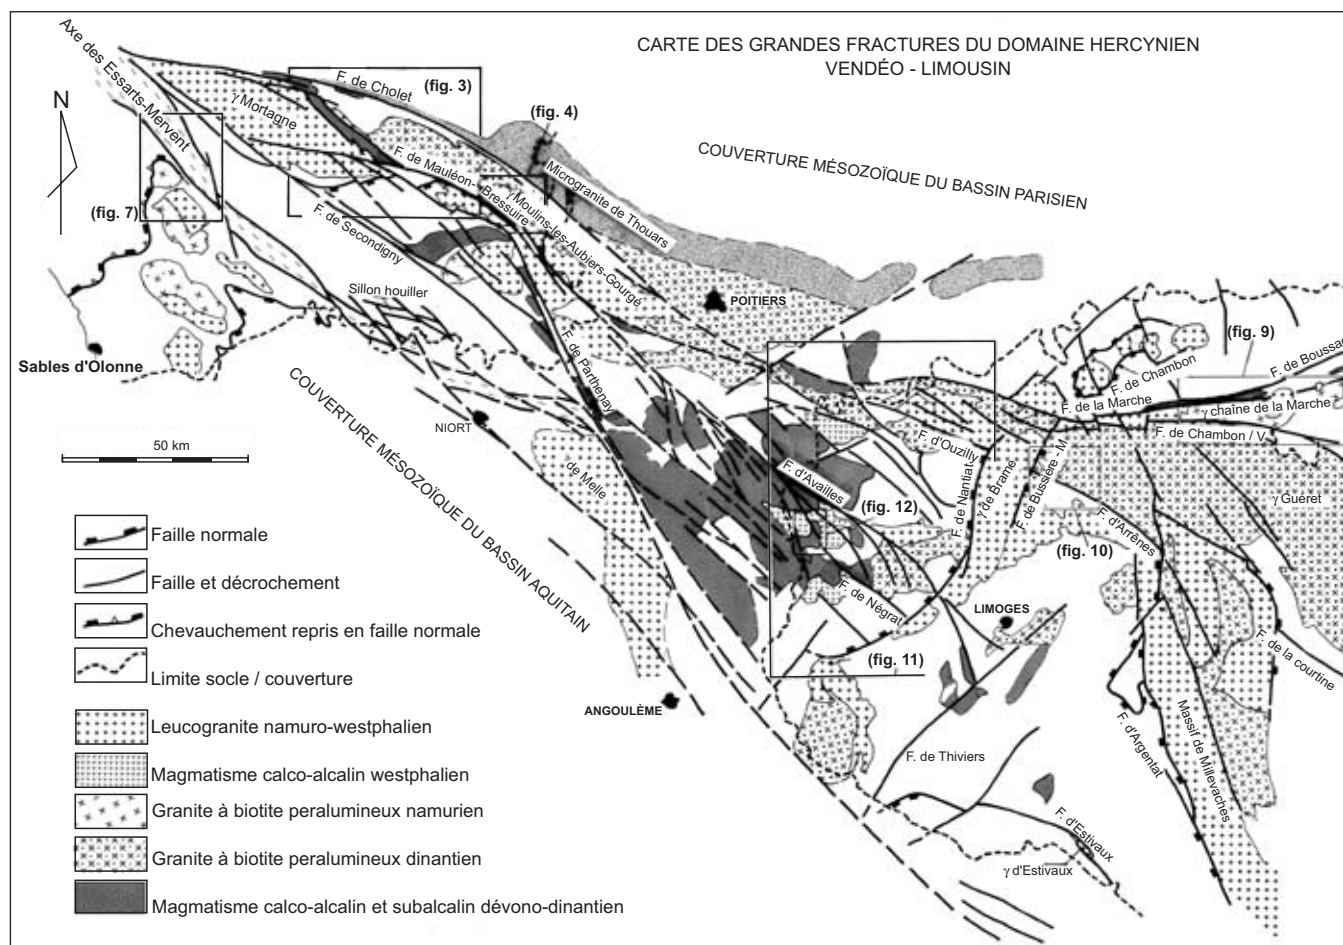 CARTE DES GRANDES FRACTURES DU DOMAINE HERCYNIEN
VENDÉO - LIMOUSIN
Axe des Essarts-Mervent
N
F. de Cholet
(fig. 3)
(fig. 4)
γ Mortagne
COUVERTURE MÉSOZOÏQUE DU BASSIN PARISIEN
F. de Mauléon- Bressuire
Microgranite de Thouars
γ Moulins-les-Aubiers-Gourgé
(fig. 7)
F. de Secondigny
Sillon houiller
POITIERS
Sables d'Olonne
F. de Parthenay
(fig. 9)
F. de Boussac
F. de Chambon
F. de la Marche
γ chaîne de la Marche
F. de Chambon / V.
COUVERTURE MÉSOZOÏQUE DU BASSIN AQUITAIN
NIORT
50 km
γ de Melle
F. d'Ouzilly
F. d'Availles
F. de Nantiat
γ de Brame
F. de Bussière - M.
γ Guéret
(fig. 12)
F. d'Arrênes
(fig. 10)
F. de Négrat
LIMOGES
(fig. 11)
F. de la courtine
ANGOULÈME
F. d'Argentat
Massif de Millevaches
F. de Thiviers
F. d'Estivaux
γ d'Estivaux
Faille normale
Faille et décrochement
Chevauchement repris en faille normale
Limite socle / couverture
Leucogranite namuro-westphalien
Magmatisme calco-alcalin westphalien
Granite à biotite peralumineux namurien
Granite à biotite peralumineux dinantien
Magmatisme calco-alcalin et subalcalin dévono-dinantien